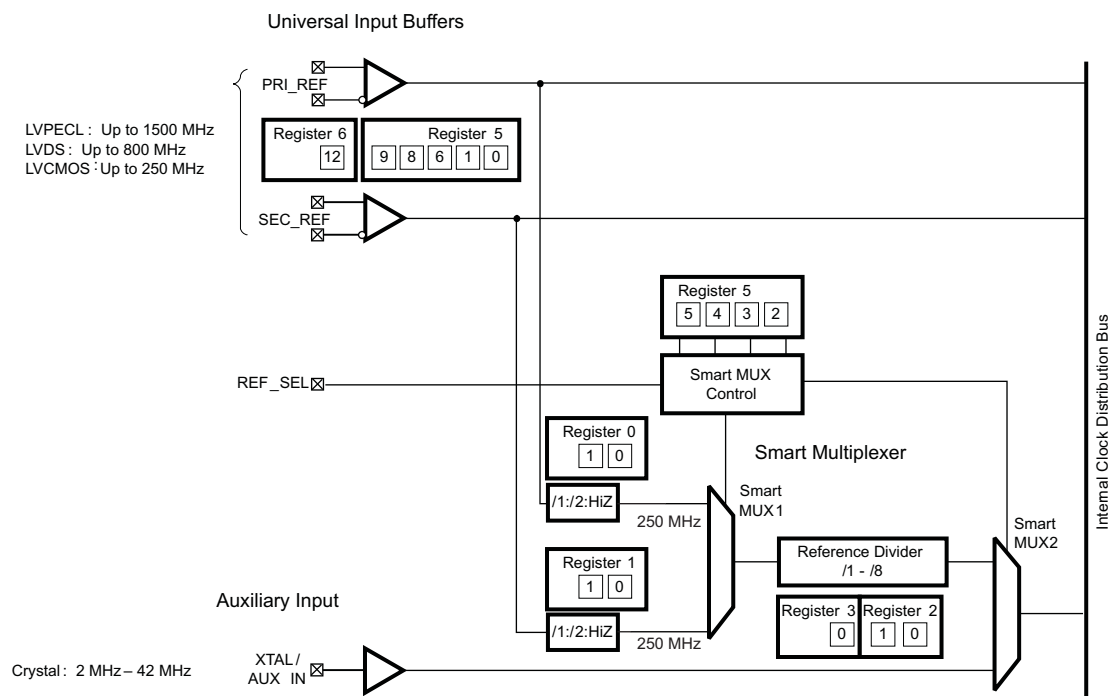 Universal Input Buffers
PRI_REF
LVPECL : Up to 1500 MHz
LVDS : Up to 800 MHz
LVCMOS : Up to 250 MHz
Register 6
12
Register 5
9 8 6 1 0
SEC_REF
Register 5
5 4 3 2
REF_SEL
Smart MUX
Control
Register 0
1 0
Smart Multiplexer
/1:/2:HiZ
250 MHz
Smart
MUX1
Register 1
1 0
Reference Divider
/1 - /8
Smart
MUX2
Auxiliary Input
/1:/2:HiZ
250 MHz
Register 3
0
Register 2
1 0
Crystal : 2 MHz – 42 MHz
XTAL/
AUX IN
Internal Clock Distribution Bus